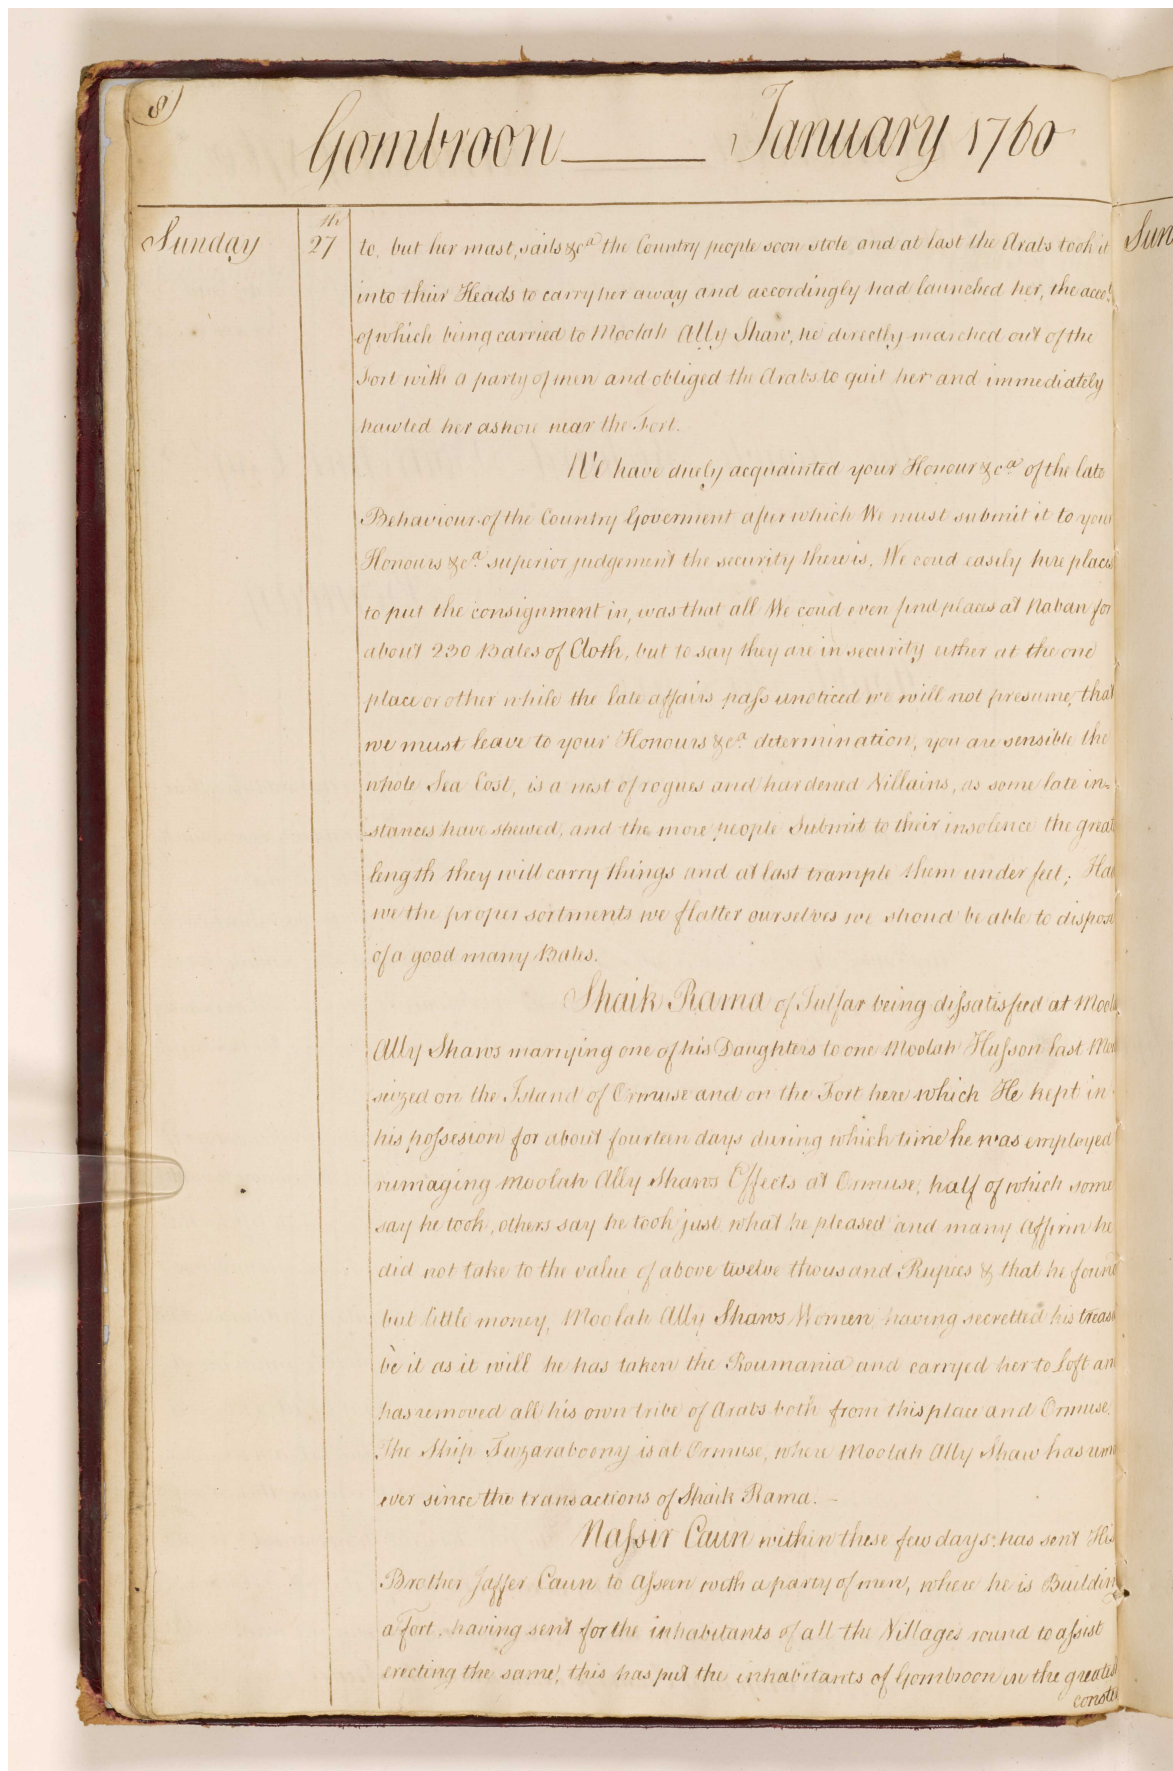 8)
Gombroon January 1760
Sunday 27th to, but her mast, sails &ca the Country people soon stole and at last the Arabs took it
into thier Heads to carry her away and accordingly had launched her, the acco
of which being carried to Moolah Ally Shaw, he directly marched out of the
Fort with a party of men and obliged the Arabs to quit her and immediately
hawled her ashore near the Fort.
We have duely acquainted your Honour &ca of the late
Behaviour of the Country Goverment after which We must submit it to your
Honours &ca superior judgement the security there is, We coud easily hire places
to put the consignment in, was that all We coud even find places at Naban for
about 230 Bales of Cloth, but to say they are in security either at the one
place or other while the late affairs pass unoticed we will not presume, that
we must leave to your Honours &ca determination, you are sensible the
whole Sea Cost, is a nest of rogues and hardened Villains, as some late in-
stances have shewed, and the more people Submit to their insolence the great
length they will carry things and at last trample them under feet; Had
we the proper sortments we flatter ourselves we shoud be able to dispose
of a good many Bales.
Shaik Rama of Julfar being dissatisfied at Mool
Ally Shaws marrying one of his Daughters to one Moolah Husson last Mo
seized on the Island of Ormuse and on the Fort here which He kept in
his possesion for about fourteen days during which time he was employed
rumaging Moolah Ally Shaws Effects at Ormuse, half of which some
say he took, others say he took just what he pleased and many affirm he
did not take to the value of above twelve thousand Rupees & that he found
but little money, Moolah Ally Shaws Women having secretted his treas
be it as it will he has taken the Roumania and carryed her to Loft an
has removed all his own tribe of Arabs both from this place and Ormuse.
The Ship Fuzaraboony is at Ormuse, where Moolah Ally Shaw has
ever since the transactions of Shaik Rama.
Nassir Caun within these few days has sent His
Brother Jaffer Caun to Asseen with a party of men, where he is Building
a Fort, having sent for the inhabitants of all the Villages round to assist
erecting the same, this has put the inhabitants of Gombroon in the greatest
conste
Sun